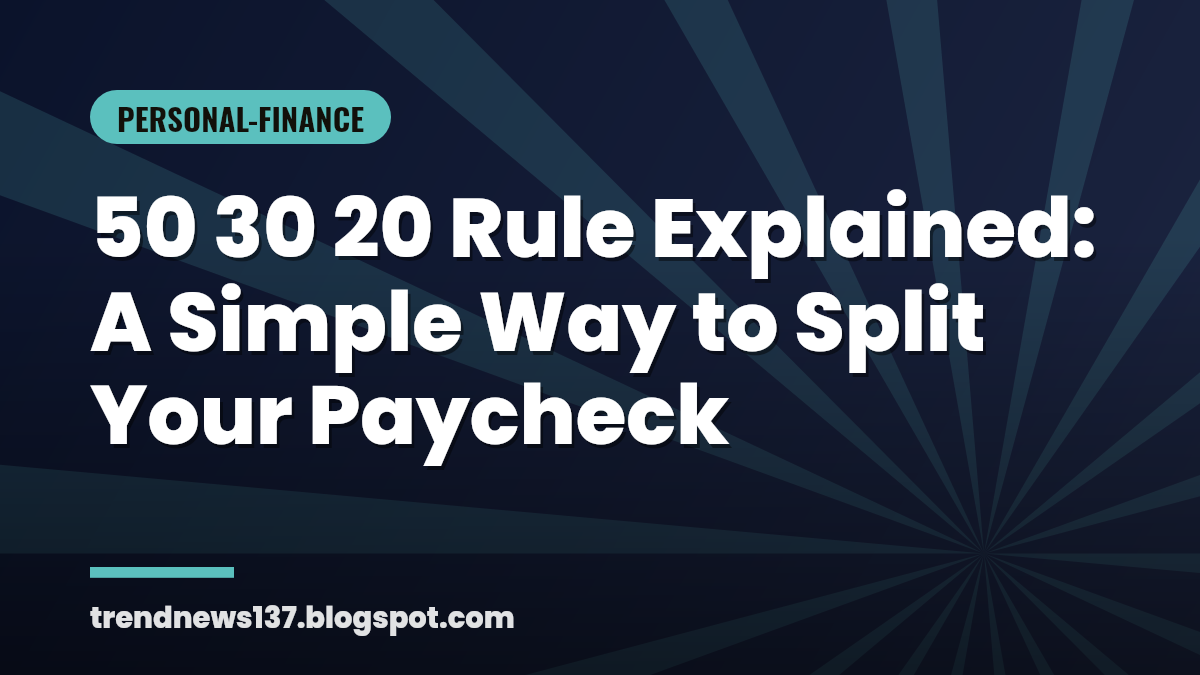 PERSONAL-FINANCE
50 30 20 Rule Explained:
A Simple Way to Split
Your Paycheck
trendnews137.blogspot.com